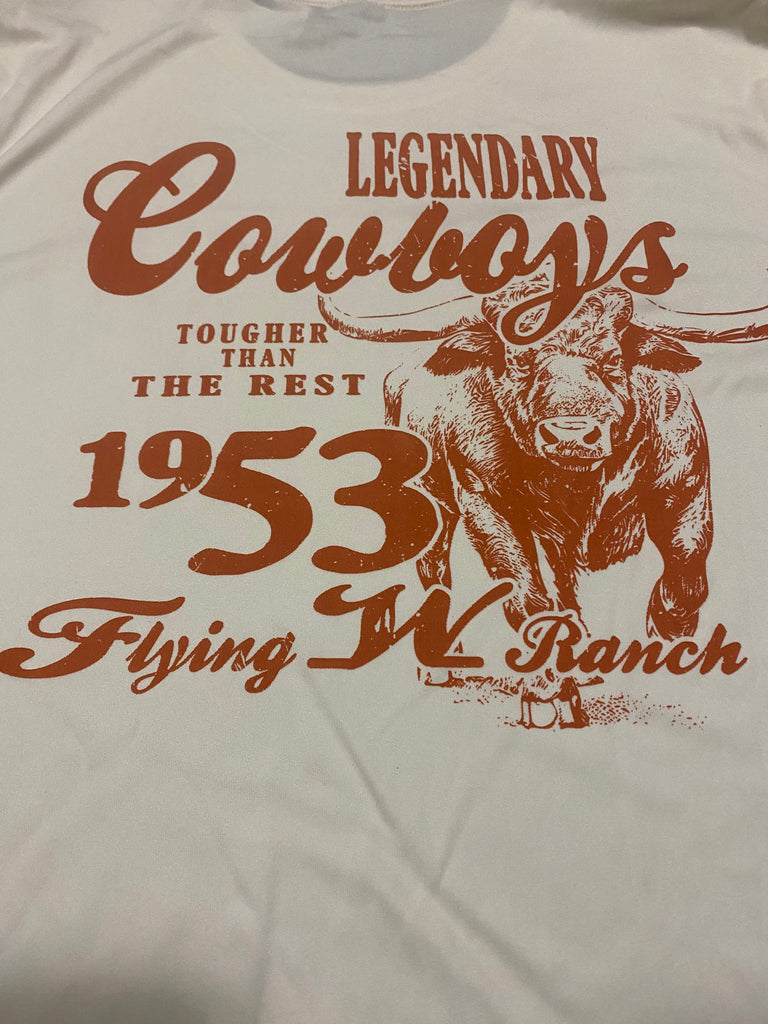 LEGENDARY
Cowboys
TOUGHER
THAN
THE REST
1953
Flying W Ranch